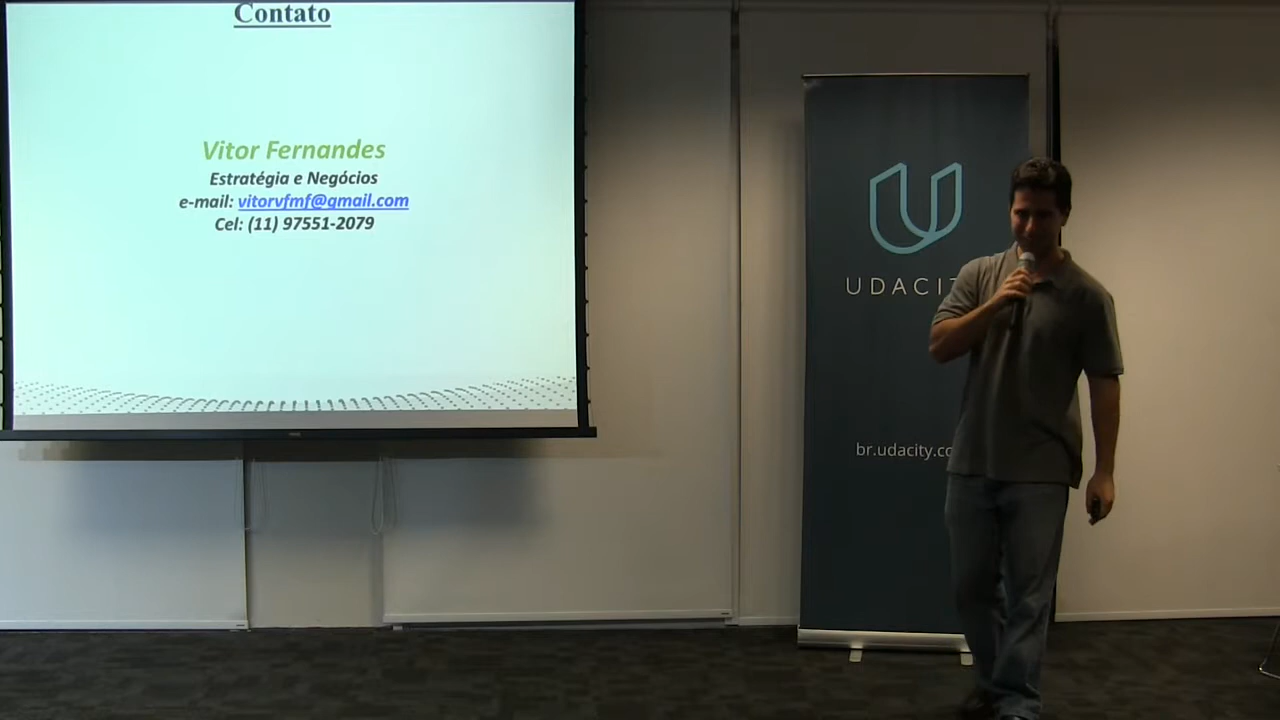 Contato
Vitor Fernandes
Estratégia e Negócios
e-mail: vitorvfmf@gmail.com
Cel: (11) 97551-2079
UDACIT
br.udacity.co